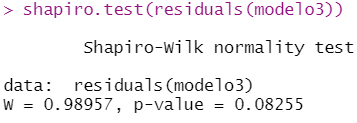 > shapiro.test(residuals(modelo3))
Shapiro-Wilk normality test
data:  residuals(modelo3)
W = 0.98957, p-value = 0.08255